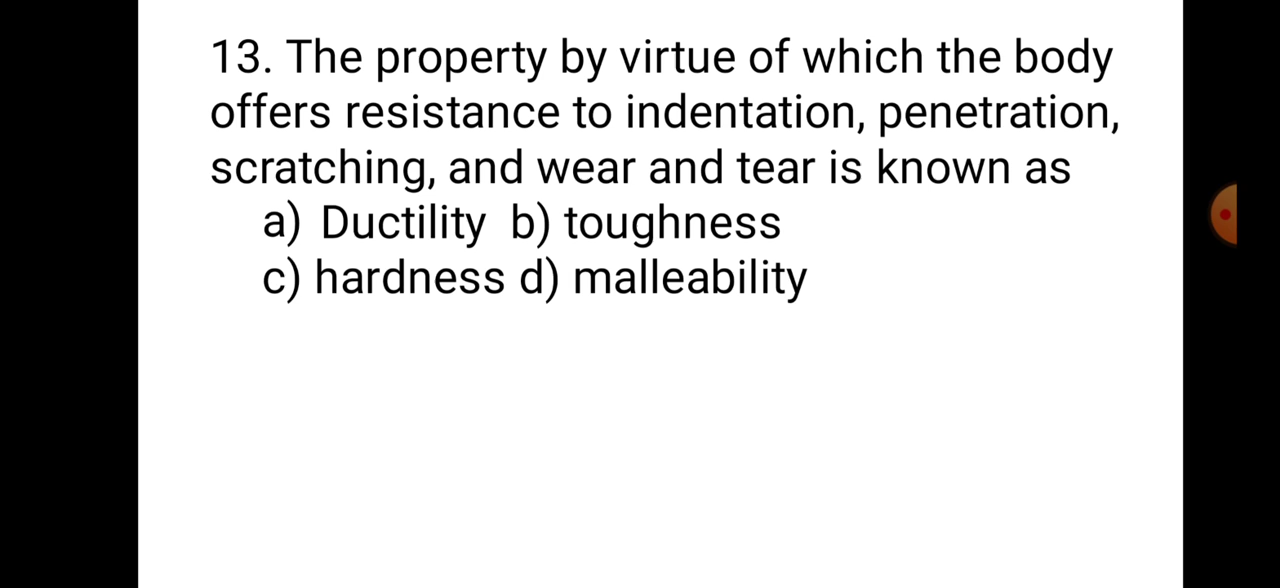 13. The property by virtue of which the body
offers resistance to indentation, penetration,
scratching, and wear and tear is known as
a) Ductility b) toughness
c) hardness d) malleability